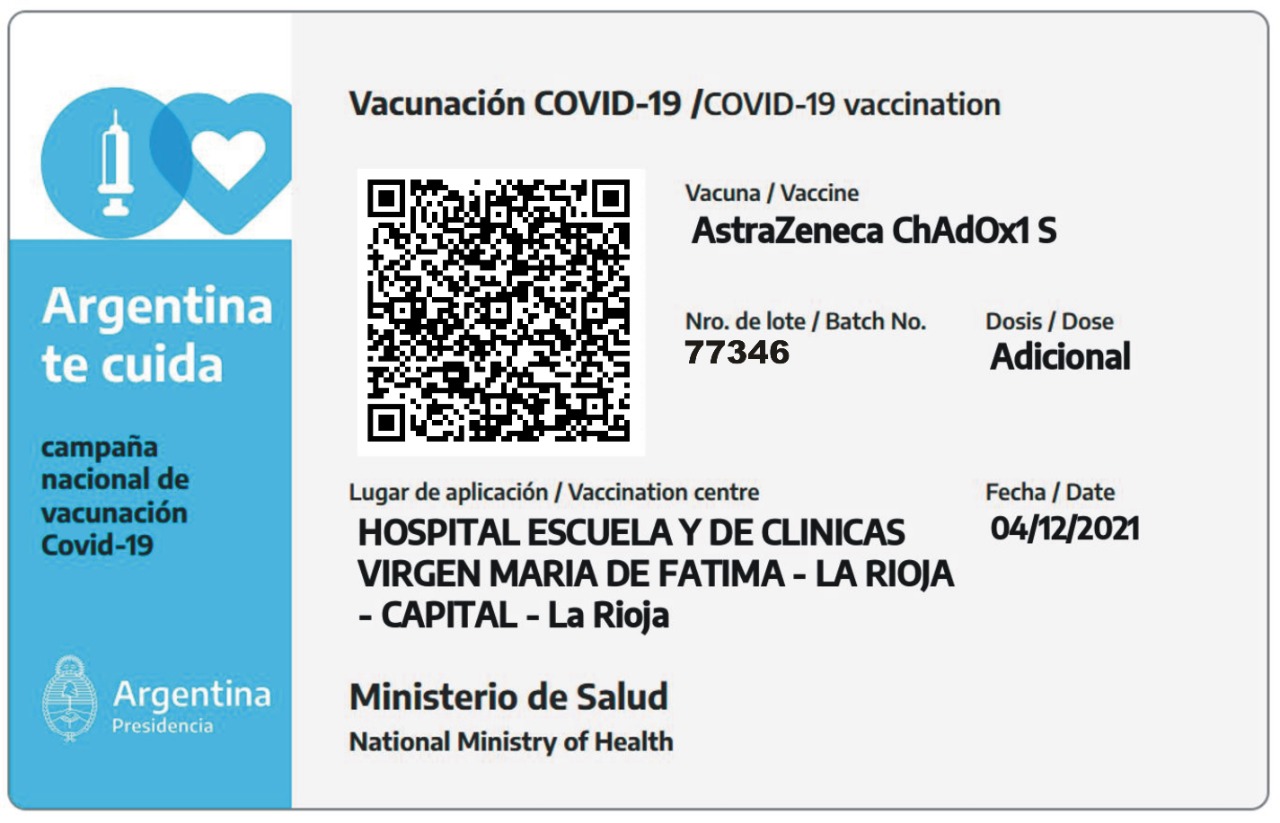 Vacunación COVID-19 /COVID-19 vaccination
Vacuna / Vaccine
AstraZeneca ChAdOx1 S
Nro. de lote / Batch No.
77346
Dosis / Dose
Adicional
Lugar de aplicación / Vaccination centre
HOSPITAL ESCUELA Y DE CLINICAS
VIRGEN MARIA DE FATIMA - LA RIOJA
- CAPITAL - La Rioja
Fecha / Date
04/12/2021
Ministerio de Salud
National Ministry of Health
Argentina
te cuida
campaña
nacional de
vacunación
Covid-19
Argentina
Presidencia